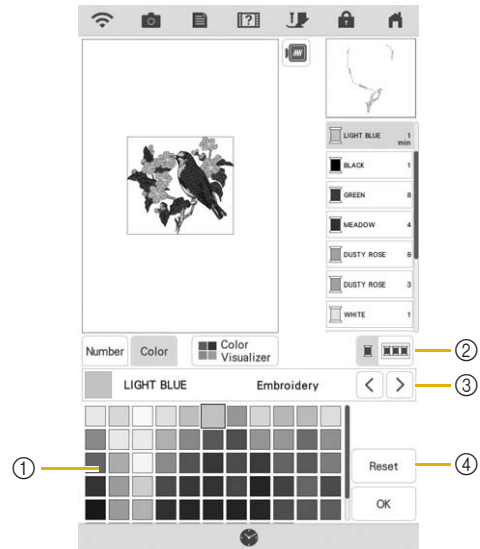 ?
LIGHT BLUE 1
min
BLACK 1
GREEN 8
MEADOW 4
DUSTY ROSE 8
DUSTY ROSE 3
WHITE 1
Number Color Color
Visualizer
②
LIGHT BLUE Embroidery < > ③
①
Reset ④
OK